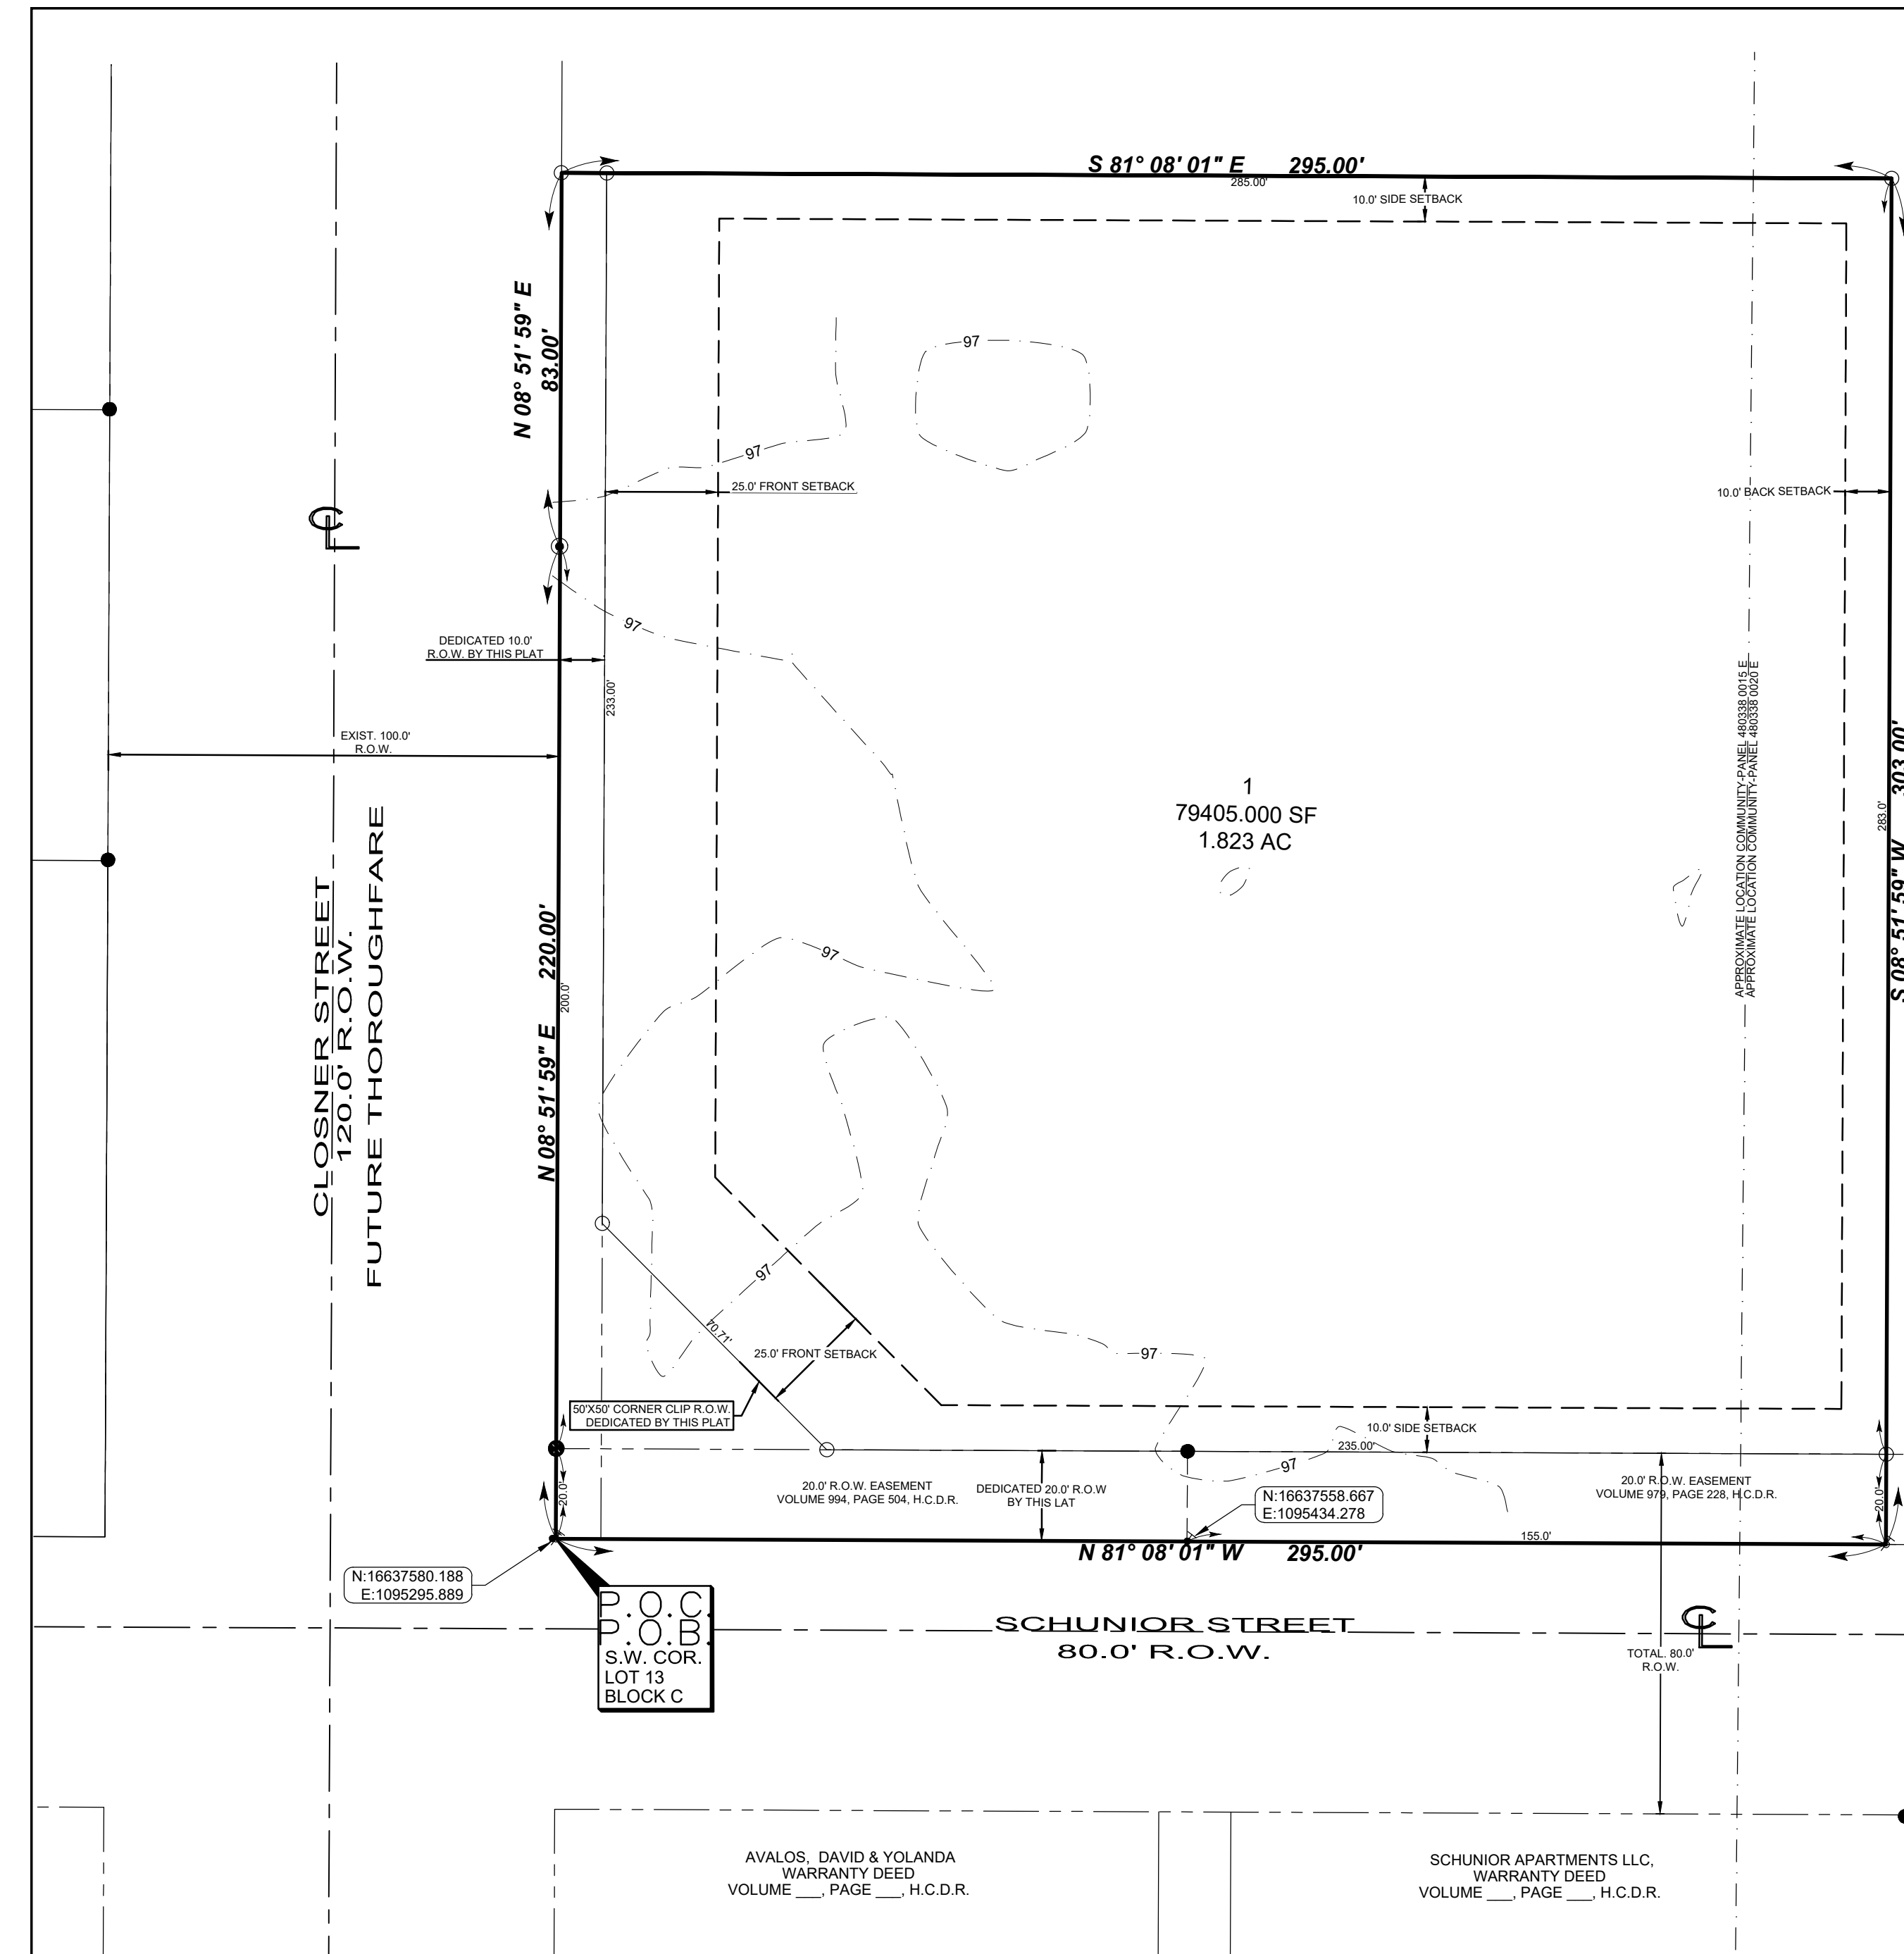 S 81° 08' 01" E 295.00'
285.00'
10.0' SIDE SETBACK
N 08° 51' 59" E
83.00'
97
97
25.0' FRONT SETBACK
10.0' BACK SETBACK
97
DEDICATED 10.0'
R.O.W. BY THIS PLAT
233.00'
EXIST. 100.0'
R.O.W.
1
79405.000 SF
1.823 AC
APPROXIMATE LOCATION COMMUNITY-PANEL 480338 0015 E
APPROXIMATE LOCATION COMMUNITY-PANEL 480338 0020 E
283.0'
S 08° 51' 59" W 303.00'
CLOSNER STREET
120.0' R.O.W.
FUTURE THOROUGHFARE
N 08° 51' 59" E 220.00'
200.0'
97
97
70.71'
25.0' FRONT SETBACK
97
50'X50' CORNER CLIP R.O.W.
DEDICATED BY THIS PLAT
10.0' SIDE SETBACK
235.00'
97
20.0'
20.0' R.O.W. EASEMENT
VOLUME 994, PAGE 504, H.C.D.R.
DEDICATED 20.0' R.O.W
BY THIS LAT
N:16637558.667
E:1095434.278
20.0' R.O.W. EASEMENT
VOLUME 979, PAGE 228, H.C.D.R.
20.0'
155.0'
N 81° 08' 01" W 295.00'
N:16637580.188
E:1095295.889
P.O.C.
P.O.B.
S.W. COR.
LOT 13
BLOCK C
SCHUNIOR STREET
80.0' R.O.W.
TOTAL. 80.0'
R.O.W.
AVALOS, DAVID & YOLANDA
WARRANTY DEED
VOLUME ___, PAGE ___, H.C.D.R.
SCHUNIOR APARTMENTS LLC,
WARRANTY DEED
VOLUME ___, PAGE ___, H.C.D.R.